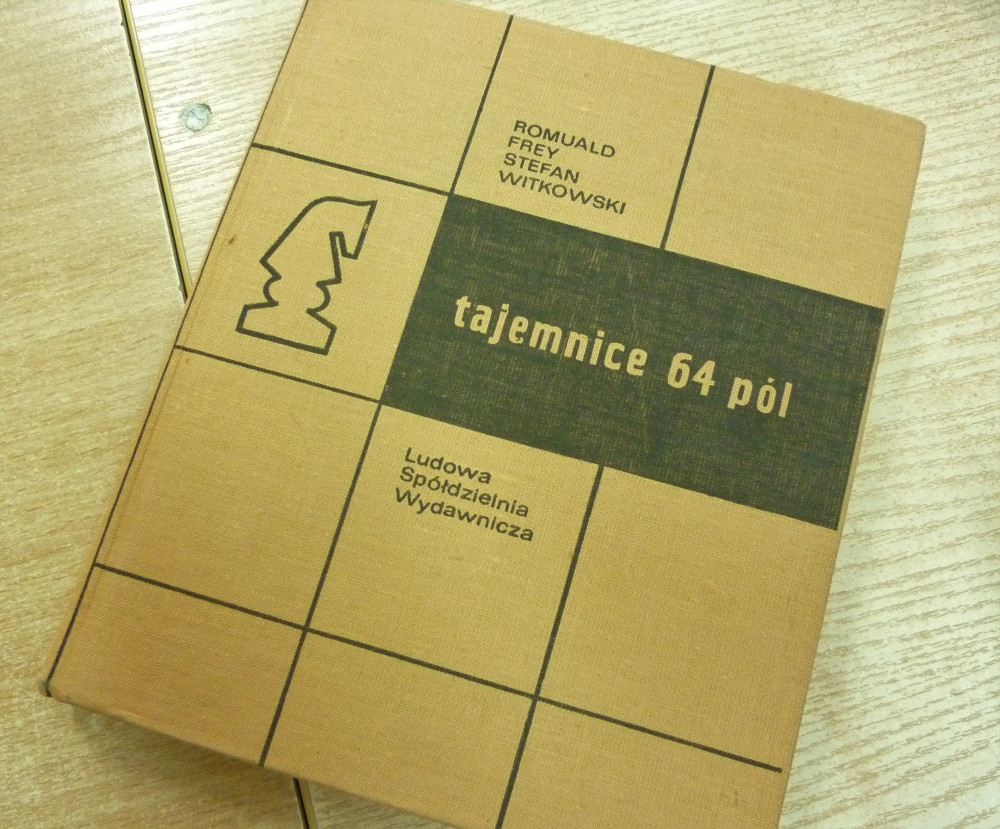 ROMUALD
FREY
STEFAN
WITKOWSKI
tajemnice 64 pól
Ludowa
Spółdzielnia
Wydawnicza